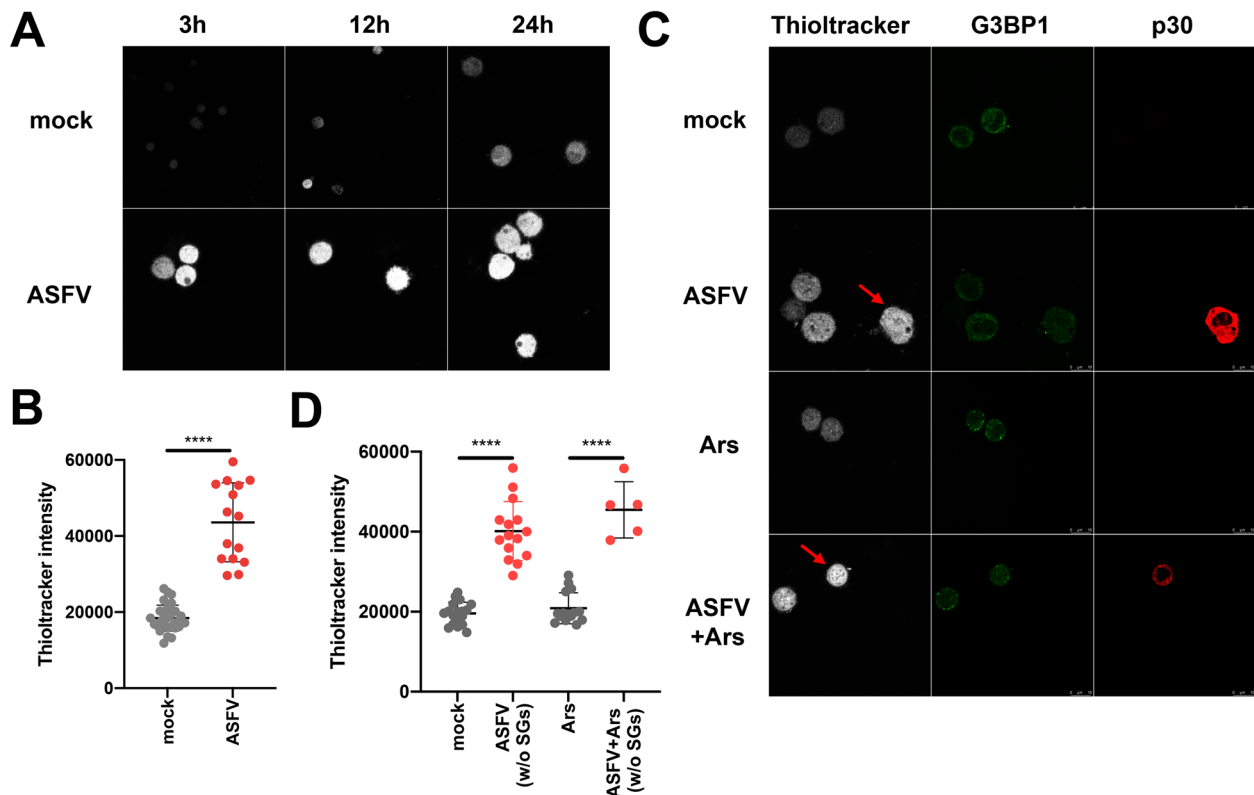 A
3h 12h 24h
mock
ASFV
B
****
Thioltracker intensity
60000
40000
20000
0
mock
ASFV
D
****
****
Thioltracker intensity
60000
40000
20000
0
mock
ASFV
(w/o SGs)
Ars
ASFV+Ars
(w/o SGs)
C
Thioltracker G3BP1 p30
mock
ASFV
Ars
ASFV
+Ars